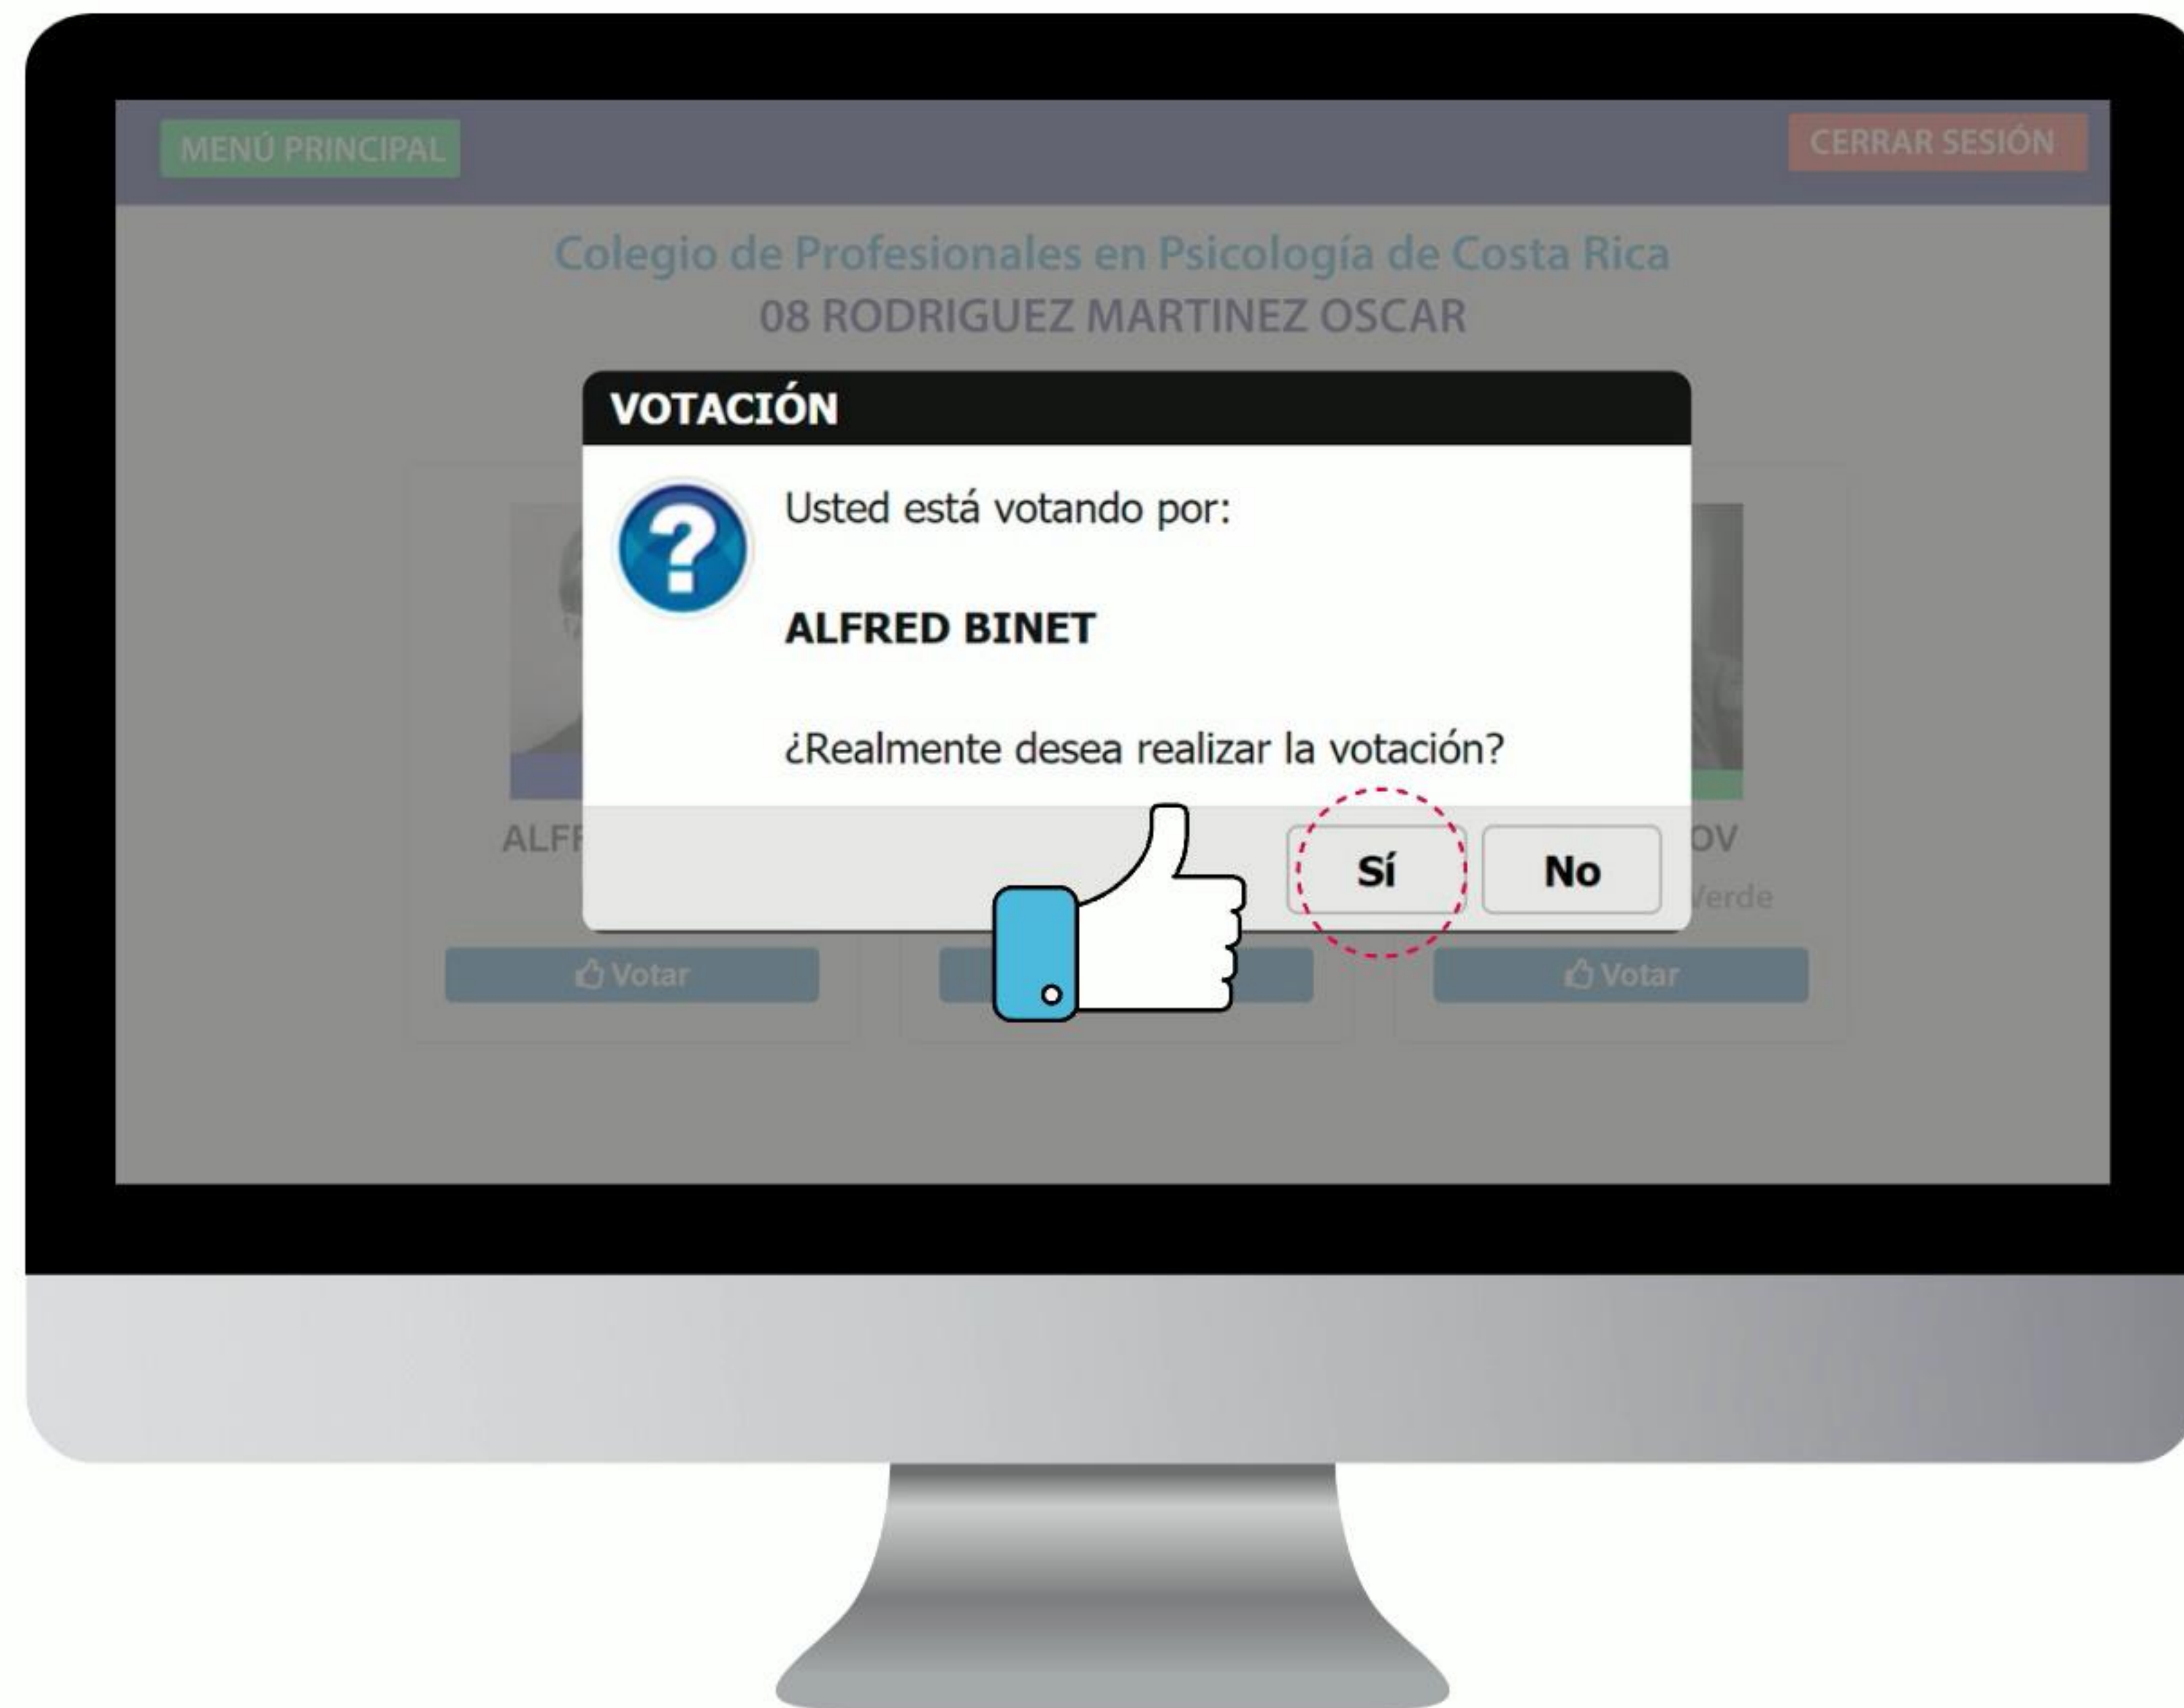 MENÚ PRINCIPAL
CERRAR SESIÓN
Colegio de Profesionales en Psicología de Costa Rica
08 RODRIGUEZ MARTINEZ OSCAR
VOTACIÓN
Usted está votando por:
ALFRED BINET
¿Realmente desea realizar la votación?
Sí
No
Verde
Votar
Votar